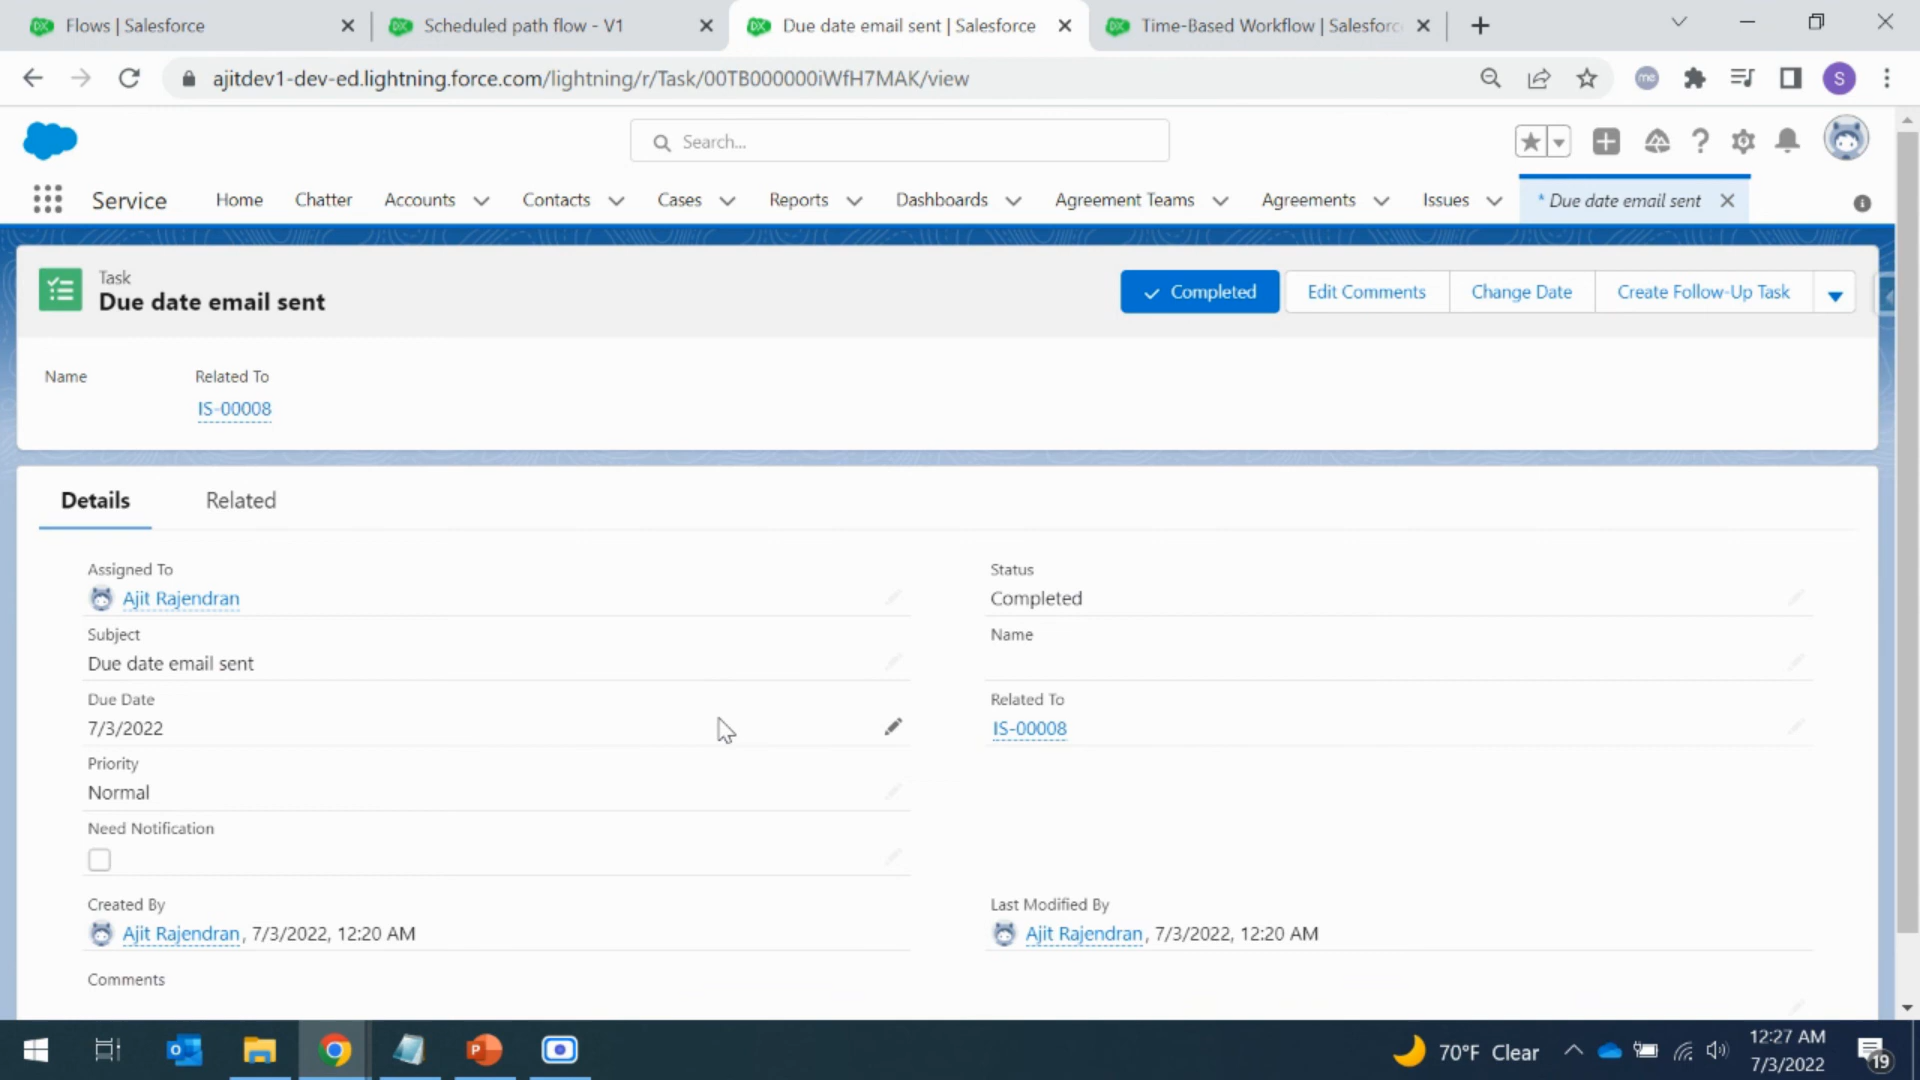 Flows | Salesforce
Scheduled path flow - V1
Due date email sent | Salesforce
Time-Based Workflow | Salesforc
ajitdev1-dev-ed.lightning.force.com/lightning/r/Task/00TB000000iWfH7MAK/view
me
S
Search...
Service
Home
Chatter
Accounts
Contacts
Cases
Reports
Dashboards
Agreement Teams
Agreements
Issues
* Due date email sent
Task
Due date email sent
Completed
Edit Comments
Change Date
Create Follow-Up Task
Name
Related To
IS-00008
Details
Related
Assigned To
Ajit Rajendran
Status
Completed
Subject
Due date email sent
Name
Due Date
7/3/2022
Related To
IS-00008
Priority
Normal
Need Notification
Created By
Ajit Rajendran, 7/3/2022, 12:20 AM
Last Modified By
Ajit Rajendran, 7/3/2022, 12:20 AM
Comments
70°F Clear
12:27 AM
7/3/2022
19